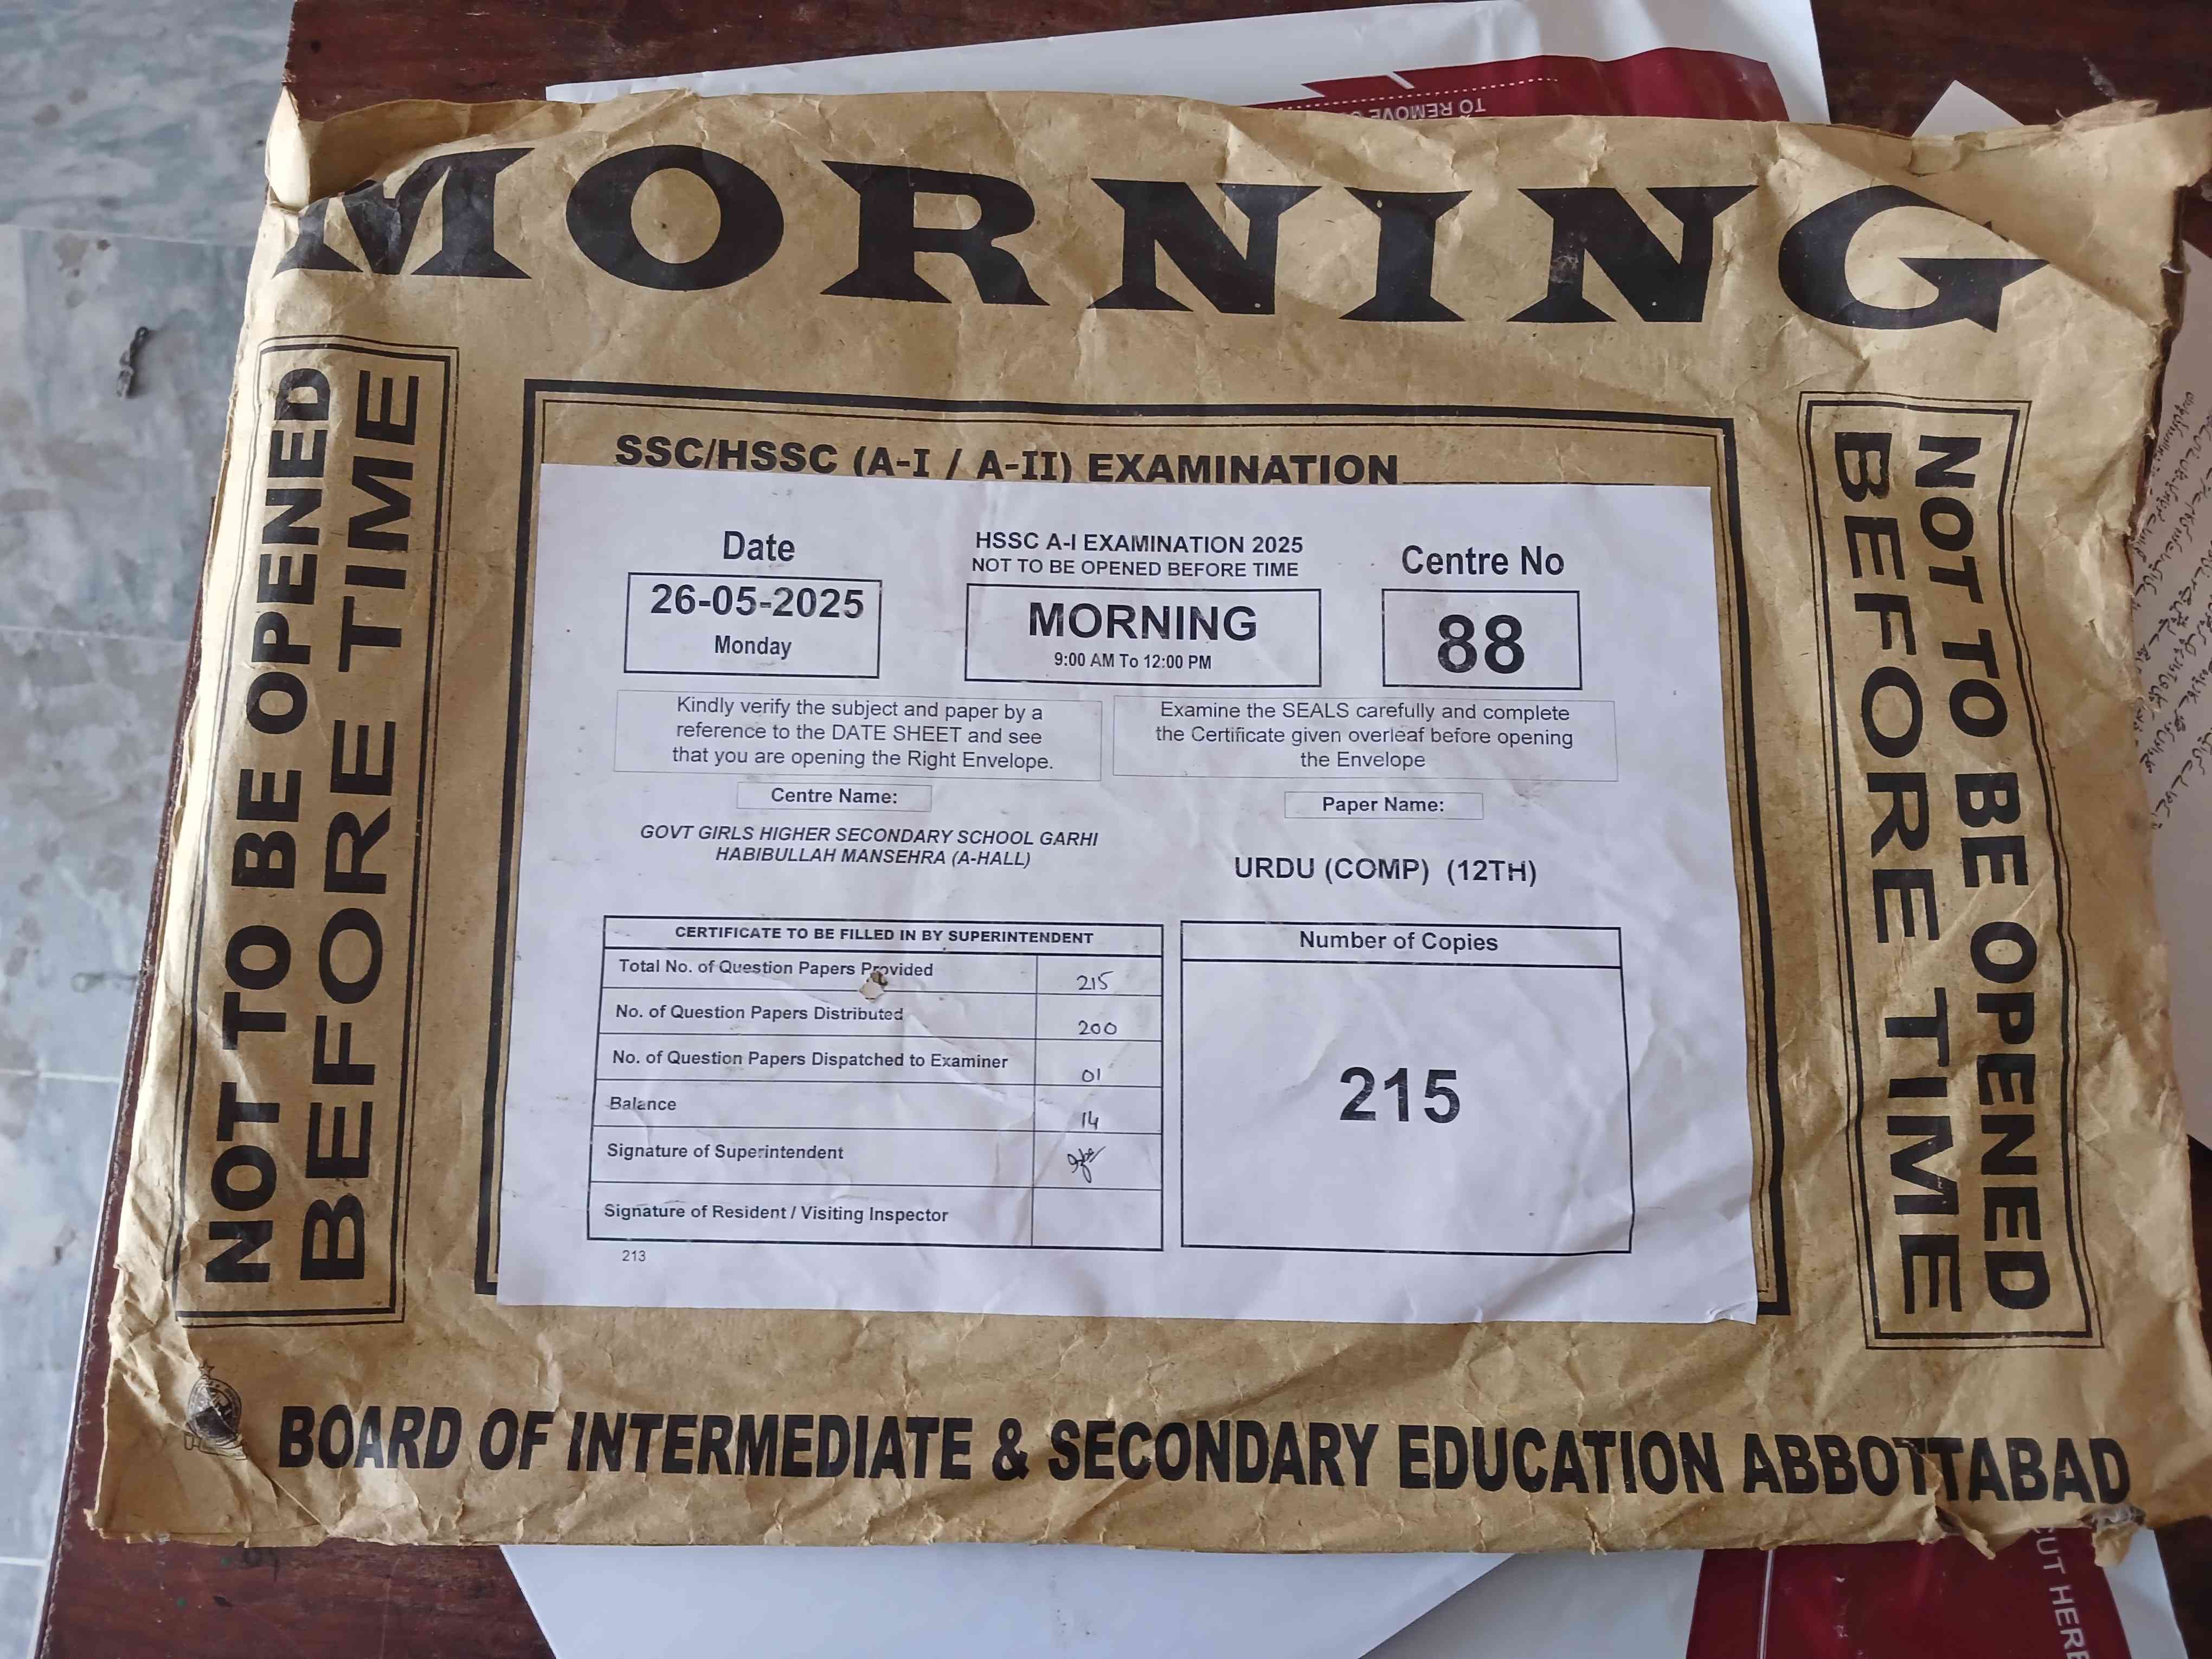 TO REMOVE
MORNING
NOT TO BE OPENED
BEFORE TIME
SSC/HSSC (A-I / A-II) EXAMINATION
Date
26-05-2025
Monday
HSSC A-I EXAMINATION 2025
NOT TO BE OPENED BEFORE TIME
MORNING
9:00 AM To 12:00 PM
Centre No
88
Kindly verify the subject and paper by a
reference to the DATE SHEET and see
that you are opening the Right Envelope.
Examine the SEALS carefully and complete
the Certificate given overleaf before opening
the Envelope
Centre Name:
GOVT GIRLS HIGHER SECONDARY SCHOOL GARHI
HABIBULLAH MANSEHRA (A-HALL)
Paper Name:
URDU (COMP) (12TH)
CERTIFICATE TO BE FILLED IN BY SUPERINTENDENT
Total No. of Question Papers Provided 215
No. of Question Papers Distributed 200
No. of Question Papers Dispatched to Examiner 01
Balance 14
Signature of Superintendent
Signature of Resident / Visiting Inspector
213
Number of Copies
215
NOT TO BE OPENED
BEFORE TIME
BOARD OF INTERMEDIATE & SECONDARY EDUCATION ABBOTTABAD
CUT HERE